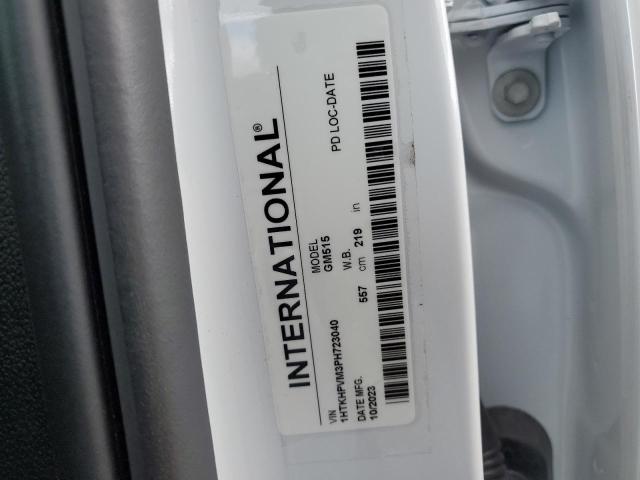 INTERNATIONAL®
VIN MODEL
1HTKHPVM3PH723040 GM515
DATE MFG. W.B. PD LOC-DATE
10/2023 557 cm 219 in